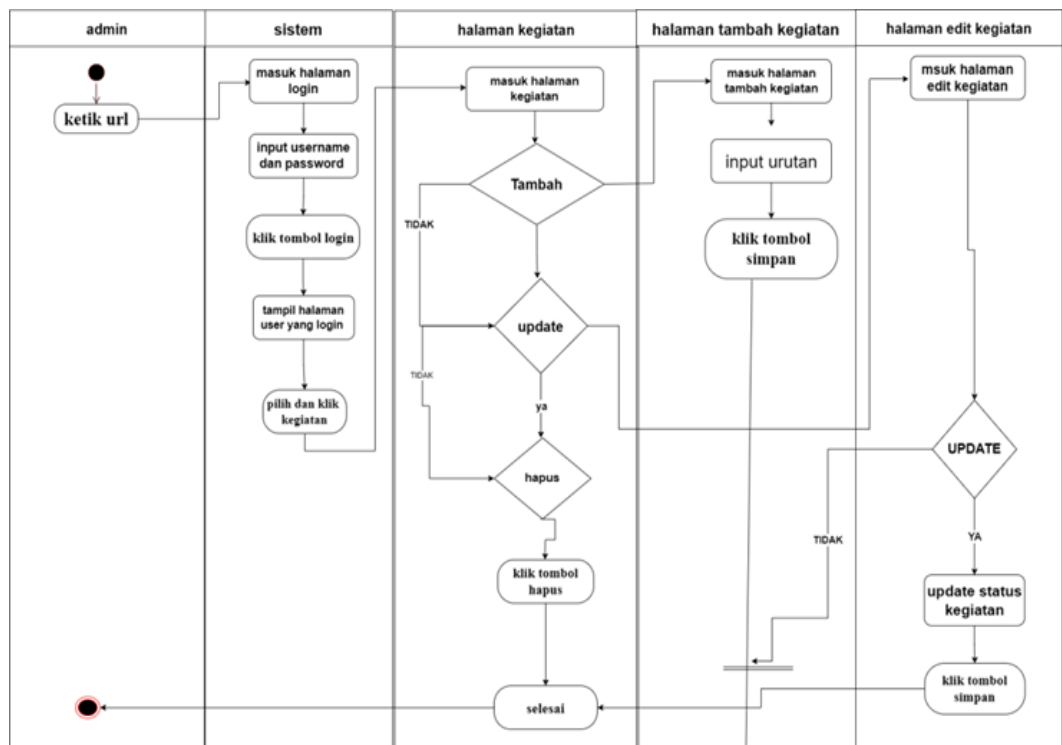 admin
sistem
halaman kegiatan
halaman tambah kegiatan
halaman edit kegiatan
ketik url
masuk halaman
login
input username
dan password
klik tombol login
tampil halaman
user yang login
pilih dan klik
kegiatan
masuk halaman
kegiatan
Tambah
TIDAK
update
TIDAK
ya
hapus
klik tombol
hapus
selesai
masuk halaman
tambah kegiatan
input urutan
klik tombol
simpan
msuk halaman
edit kegiatan
UPDATE
TIDAK
YA
update status
kegiatan
klik tombol
simpan